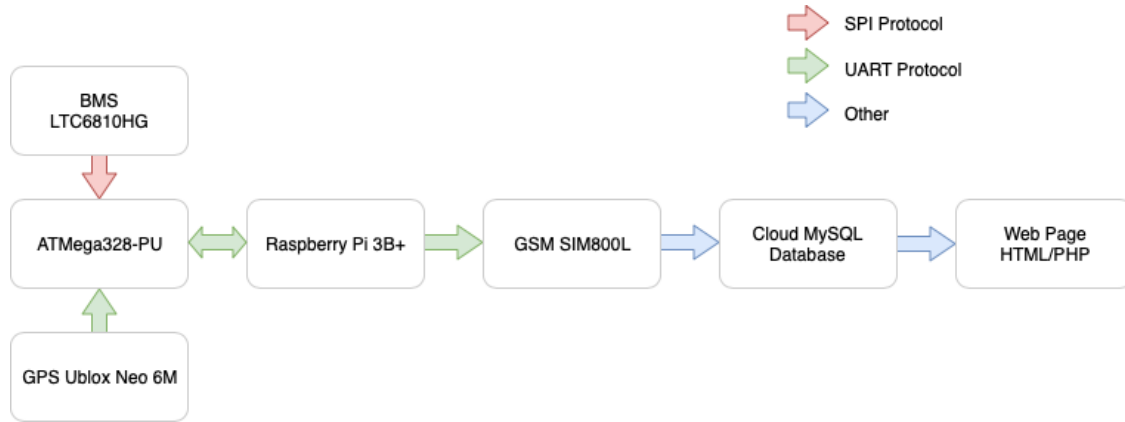 SPI Protocol
UART Protocol
Other
BMS
LTC6810HG
ATMega328-PU
Raspberry Pi 3B+
GSM SIM800L
Cloud MySQL
Database
Web Page
HTML/PHP
GPS Ublox Neo 6M